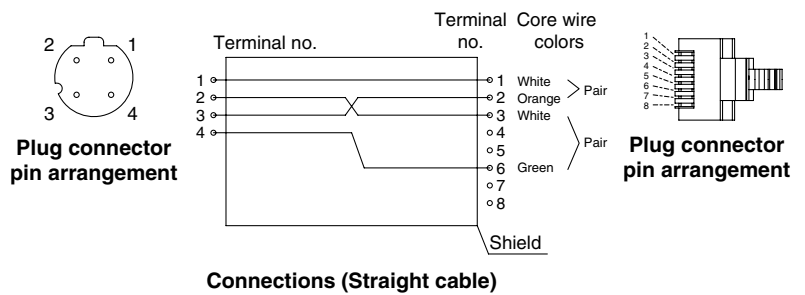 2 1
3 4
Plug connector
pin arrangement
Terminal no.
1
2
3
4
Terminal
no.
Core wire
colors
1 White
2 Orange
Pair
3 White
4
5
6 Green
Pair
7
8
Shield
1
2
3
4
5
6
7
8
Plug connector
pin arrangement
Connections (Straight cable)